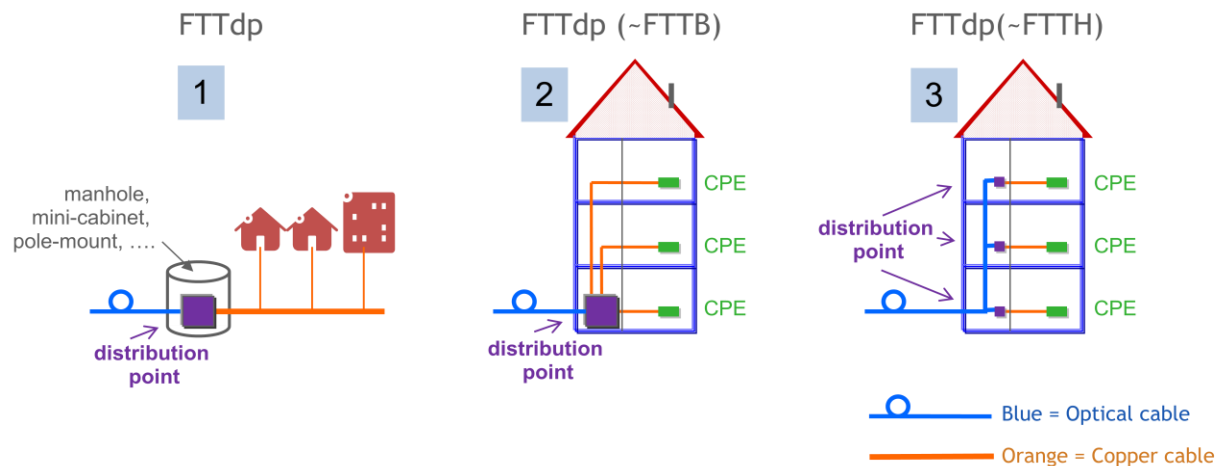 FTTdp
1
manhole,
mini-cabinet,
pole-mount, ....
distribution
point
FTTdp (~FTTB)
2
CPE
CPE
CPE
distribution
point
FTTdp(~FTTH)
3
CPE
distribution
point
CPE
CPE
Blue = Optical cable
Orange = Copper cable